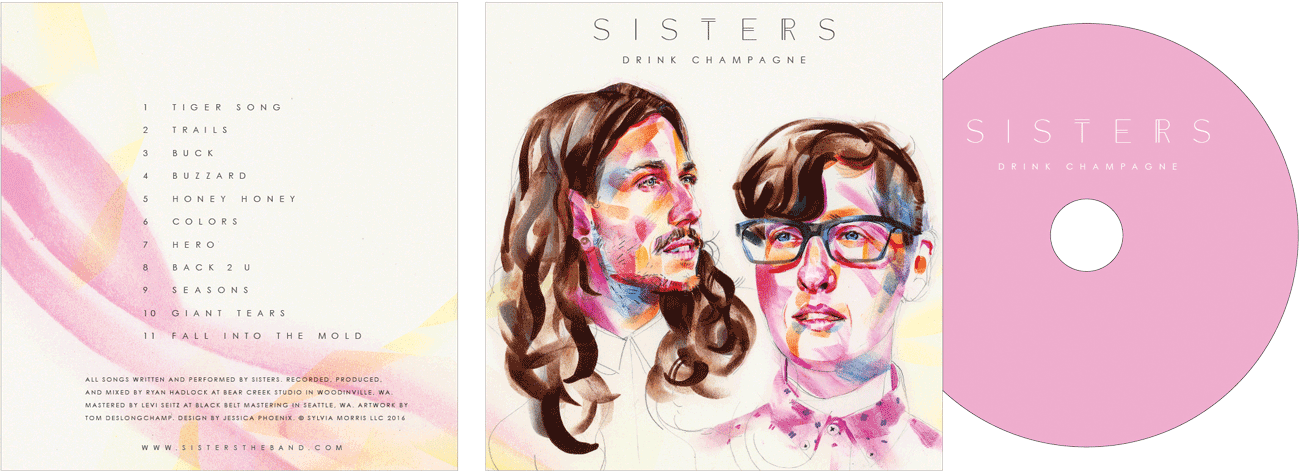 1 TIGER SONG
2 TRAILS
3 BUCK
4 BUZZARD
5 HONEY HONEY
6 COLORS
7 HERO
8 BACK 2 U
9 SEASONS
10 GIANT TEARS
11 FALL INTO THE MOLD
ALL SONGS WRITTEN AND PERFORMED BY SISTERS. RECORDED, PRODUCED,
AND MIXED BY RYAN HADLOCK AT BEAR CREEK STUDIO IN WOODINVILLE, WA.
MASTERED BY LEVI SEITZ AT BLACK BELT MASTERING IN SEATTLE, WA. ARTWORK BY
TOM DESLONGCHAMP. DESIGN BY JESSICA PHOENIX. © SYLVIA MORRIS LLC 2016
WWW.SISTERSTHEBAND.COM
SISTERS
DRINK CHAMPAGNE
SISTERS
DRINK CHAMPAGNE